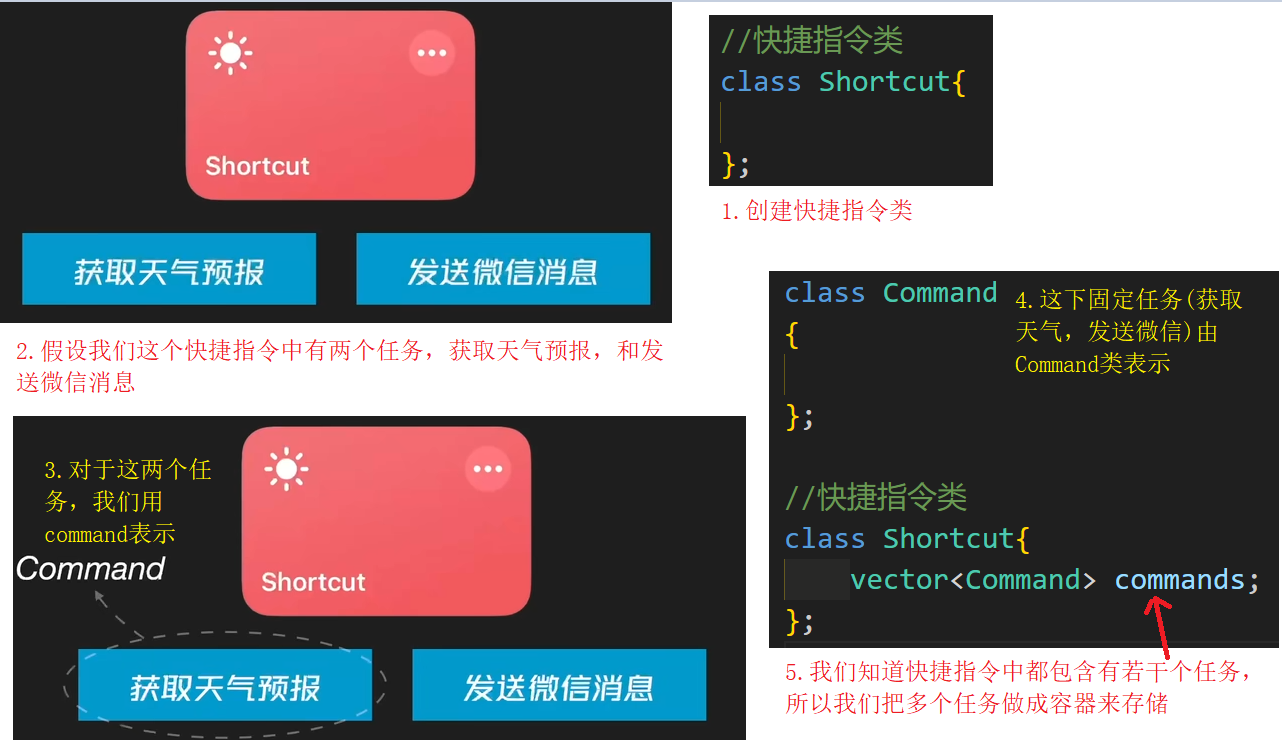 Shortcut
获取天气预报
发送微信消息
//快捷指令类
class Shortcut{
};
1.创建快捷指令类
2.假设我们这个快捷指令中有两个任务，获取天气预报，和发
送微信消息
3.对于这两个任
务，我们用
command表示
Command
Shortcut
获取天气预报
发送微信消息
class Command
{
};
4.这下固定任务(获取
天气，发送微信)由
Command类表示
//快捷指令类
class Shortcut{
vector<Command> commands;
};
5.我们知道快捷指令中都包含有若干个任务，
所以我们把多个任务做成容器来存储